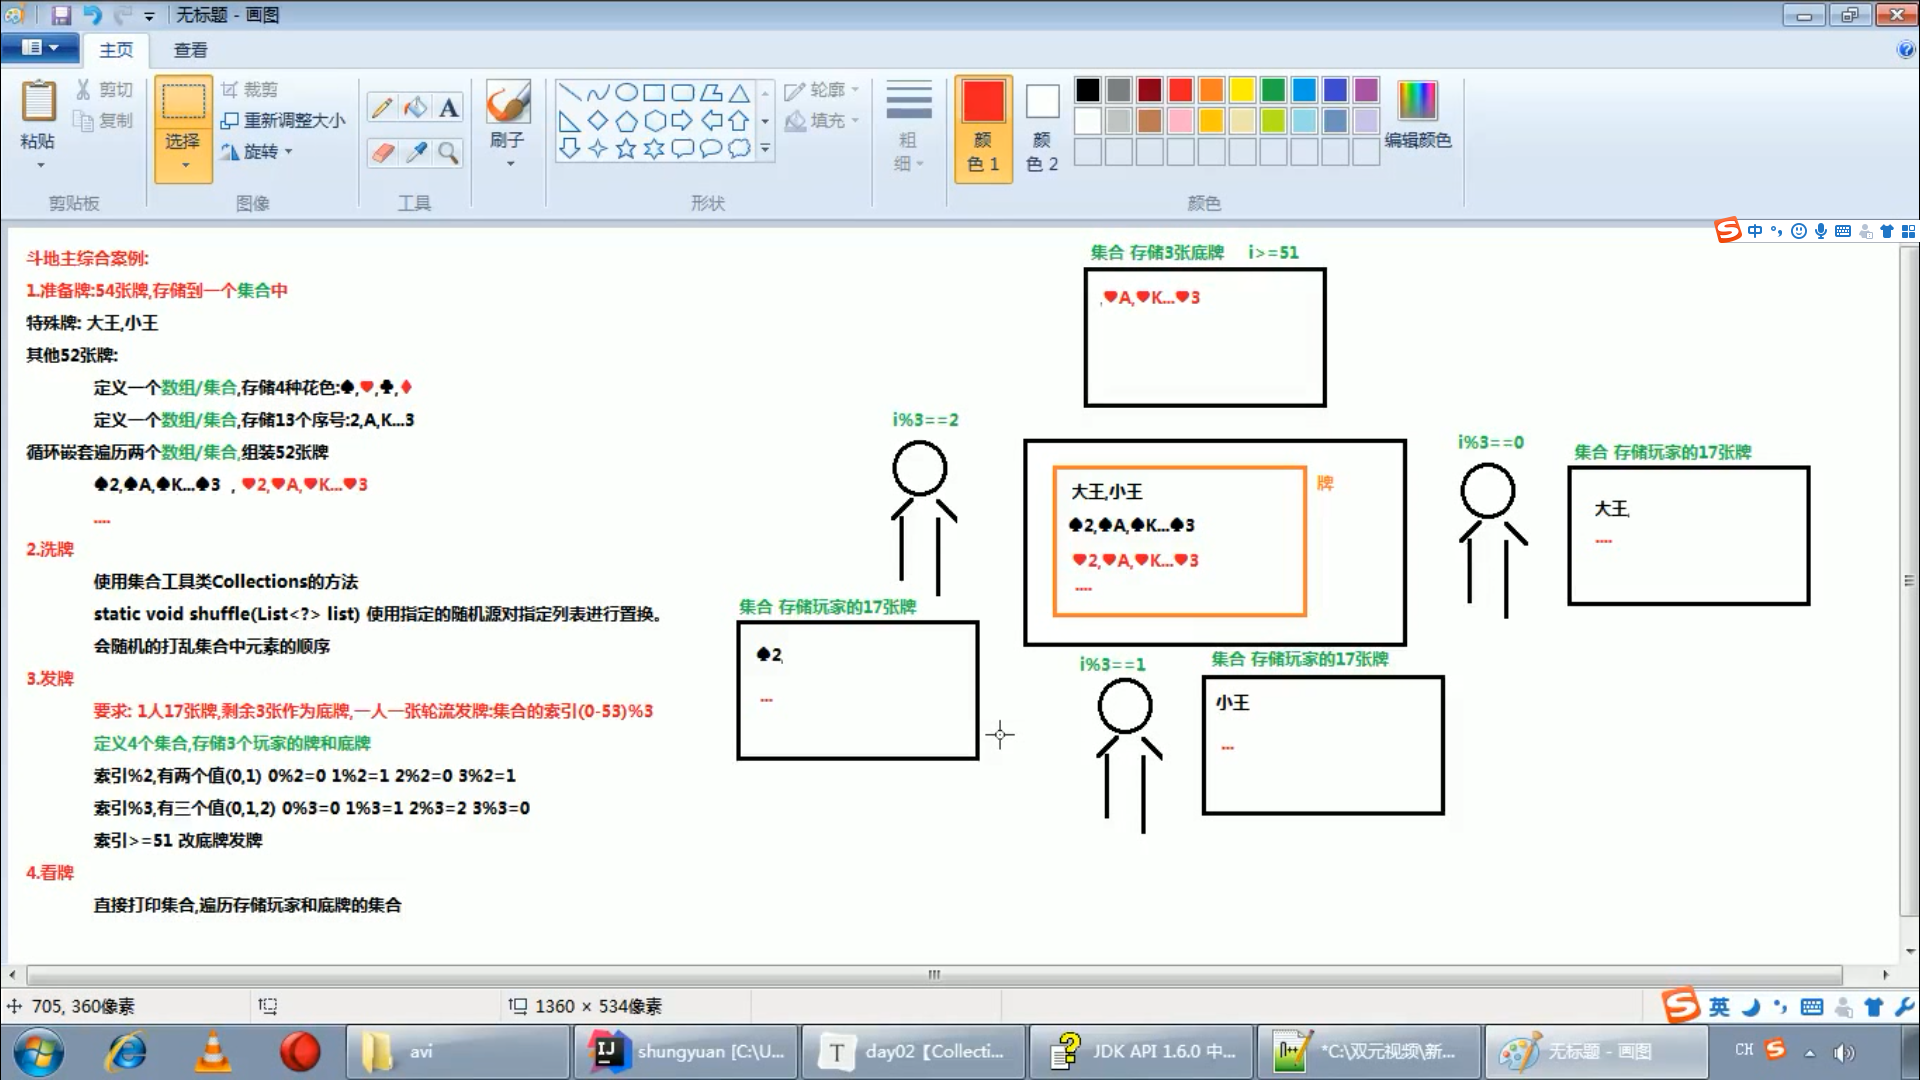 无标题 - 画图
主页
查看
粘贴
剪切
复制
剪贴板
选择
裁剪
重新调整大小
旋转
图像
A
工具
刷子
形状
轮廓
填充
粗细
颜色 1
颜色 2
编辑颜色
颜色
中
斗地主综合案例:
1.准备牌:54张牌,存储到一个集合中
特殊牌: 大王,小王
其他52张牌:
定义一个数组/集合,存储4种花色:♠,♥,♣,♦
定义一个数组/集合,存储13个序号:2,A,K...3
循环嵌套遍历两个数组/集合,组装52张牌
♠2,♠A,♠K...♠3 ,♥2,♥A,♥K...♥3
....
2.洗牌
使用集合工具类Collections的方法
static void shuffle(List<?> list) 使用指定的随机源对指定列表进行置换。
会随机的打乱集合中元素的顺序
3.发牌
要求: 1人17张牌,剩余3张作为底牌,一人一张轮流发牌:集合的索引(0-53)%3
定义4个集合,存储3个玩家的牌和底牌
索引%2,有两个值(0,1) 0%2=0 1%2=1 2%2=0 3%2=1
索引%3,有三个值(0,1,2) 0%3=0 1%3=1 2%3=2 3%3=0
索引>=51 改底牌发牌
4.看牌
直接打印集合,遍历存储玩家和底牌的集合
集合 存储3张底牌 i>=51
,♥A,♥K...♥3
i%3==2
集合 存储玩家的17张牌
♠2,
...
大王,小王
♠2,♠A,♠K...♠3
♥2,♥A,♥K...♥3
....
牌
i%3==0
集合 存储玩家的17张牌
大王,
....
i%3==1
集合 存储玩家的17张牌
小王
...
705, 360像素
1360 × 534像素
英
avi
shungyuan [C:\U...
day02【Collecti...
JDK API 1.6.0 中...
*C:\双元视频\新...
无标题 - 画图
CH